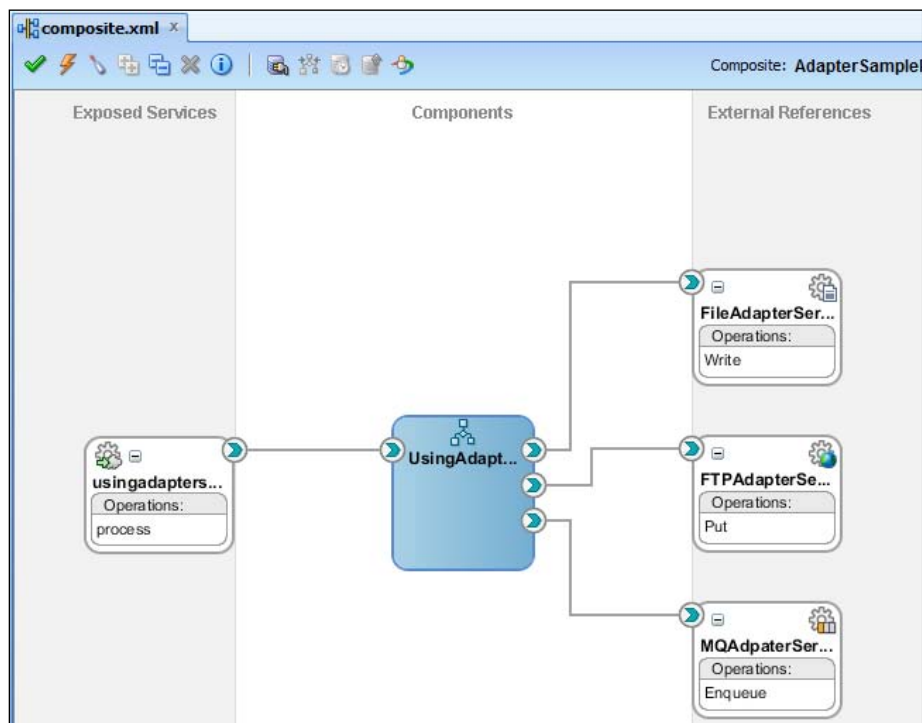 composite.xml
Composite: AdapterSampleI
Exposed Services
Components
External References
FileAdapterSer...
Operations:
Write
UsingAdapt...
usingadapters...
Operations:
process
FTPAdapterSe...
Operations:
Put
MQAdpaterSer...
Operations:
Enqueue